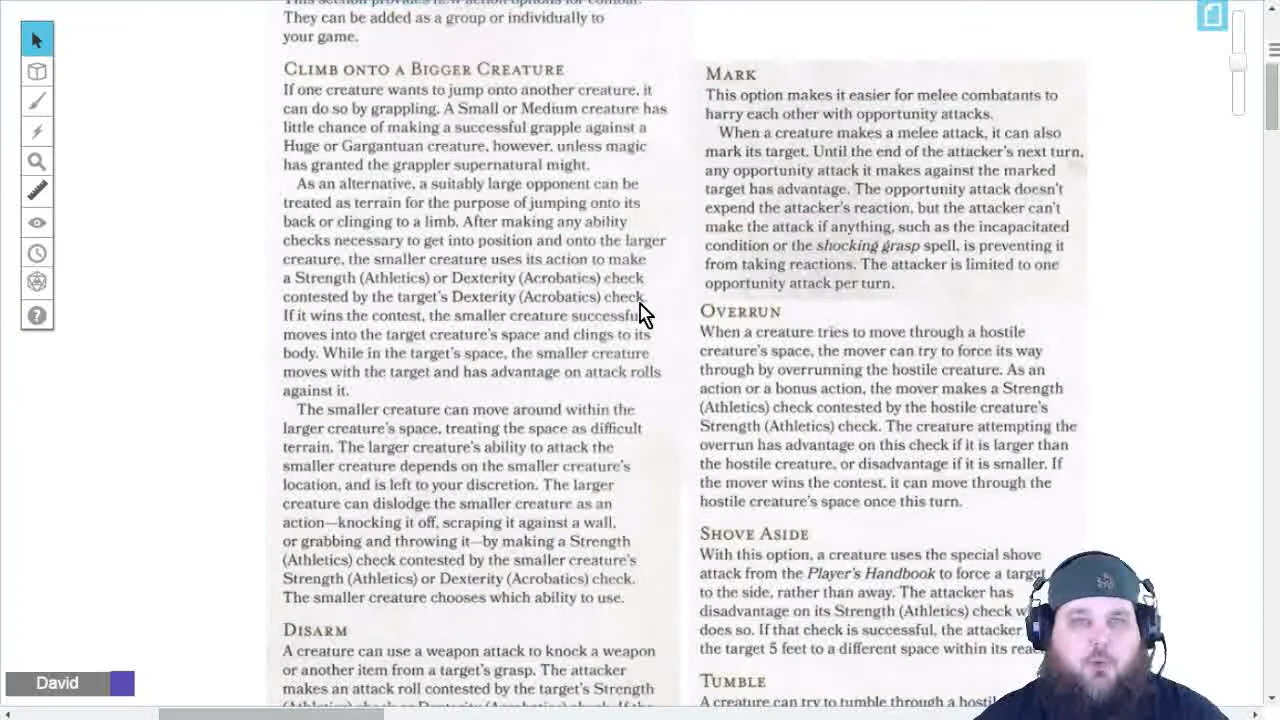 This section provides new action options for combat.
They can be added as a group or individually to
your game.
CLIMB ONTO A BIGGER CREATURE
If one creature wants to jump onto another creature, it
can do so by grappling. A Small or Medium creature has
little chance of making a successful grapple against a
Huge or Gargantuan creature, however, unless magic
has granted the grappler supernatural might.
As an alternative, a suitably large opponent can be
treated as terrain for the purpose of jumping onto its
back or clinging to a limb. After making any ability
checks necessary to get into position and onto the larger
creature, the smaller creature uses its action to make
a Strength (Athletics) or Dexterity (Acrobatics) check
contested by the target's Dexterity (Acrobatics) check.
If it wins the contest, the smaller creature successfu
moves into the target creature's space and clings to its
body. While in the target's space, the smaller creature
moves with the target and has advantage on attack rolls
against it.
The smaller creature can move around within the
larger creature's space, treating the space as difficult
terrain. The larger creature's ability to attack the
smaller creature depends on the smaller creature's
location, and is left to your discretion. The larger
creature can dislodge the smaller creature as an
action—knocking it off, scraping it against a wall,
or grabbing and throwing it—by making a Strength
(Athletics) check contested by the smaller creature's
Strength (Athletics) or Dexterity (Acrobatics) check.
The smaller creature chooses which ability to use.
DISARM
A creature can use a weapon attack to knock a weapon
or another item from a target's grasp. The attacker
makes an attack roll contested by the target's Strength
MARK
This option makes it easier for melee combatants to
harry each other with opportunity attacks.
When a creature makes a melee attack, it can also
mark its target. Until the end of the attacker's next turn,
any opportunity attack it makes against the marked
target has advantage. The opportunity attack doesn't
expend the attacker's reaction, but the attacker can't
make the attack if anything, such as the incapacitated
condition or the shocking grasp spell, is preventing it
from taking reactions. The attacker is limited to one
opportunity attack per turn.
OVERRUN
When a creature tries to move through a hostile
creature's space, the mover can try to force its way
through by overrunning the hostile creature. As an
action or a bonus action, the mover makes a Strength
(Athletics) check contested by the hostile creature's
Strength (Athletics) check. The creature attempting the
overrun has advantage on this check if it is larger than
the hostile creature, or disadvantage if it is smaller. If
the mover wins the contest, it can move through the
hostile creature's space once this turn.
SHOVE ASIDE
With this option, a creature uses the special shove
attack from the Player's Handbook to force a target
to the side, rather than away. The attacker has
disadvantage on its Strength (Athletics) check w
does so. If that check is successful, the attacker
the target 5 feet to a different space within its rea
TUMBLE
A creature can try to tumble through a hostil
David